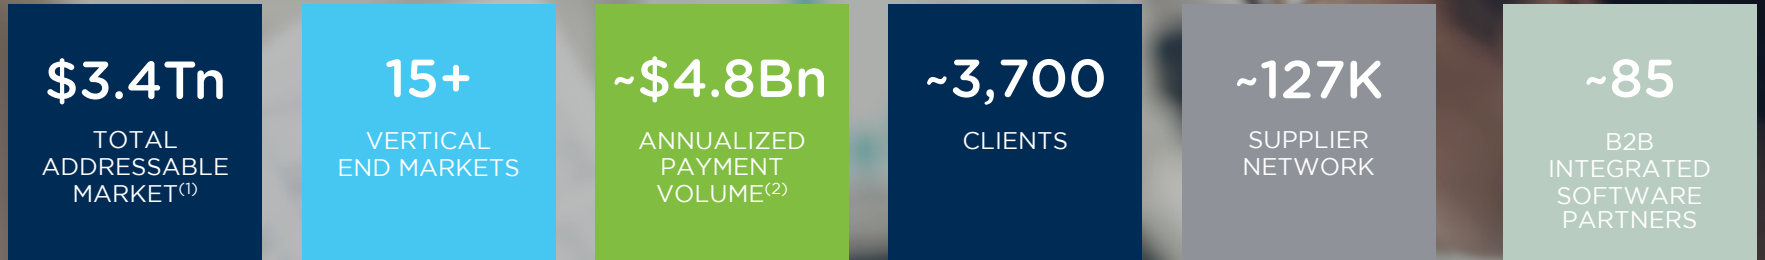 $3.4Tn
TOTAL
ADDRESSABLE
MARKET(1)
15+
VERTICAL
END MARKETS
~$4.8Bn
ANNUALIZED
PAYMENT
VOLUME(2)
~3,700
CLIENTS
~127K
SUPPLIER
NETWORK
~85
B2B
INTEGRATED
SOFTWARE
PARTNERS